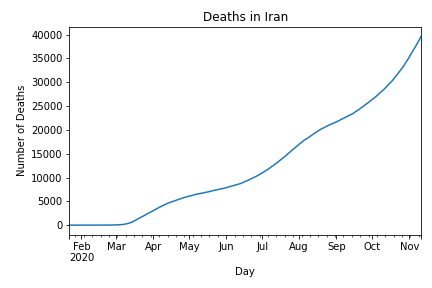 Deaths in Iran
Number of Deaths
40000
35000
30000
25000
20000
15000
10000
5000
0
Feb Mar Apr May Jun Jul Aug Sep Oct Nov
2020
Day